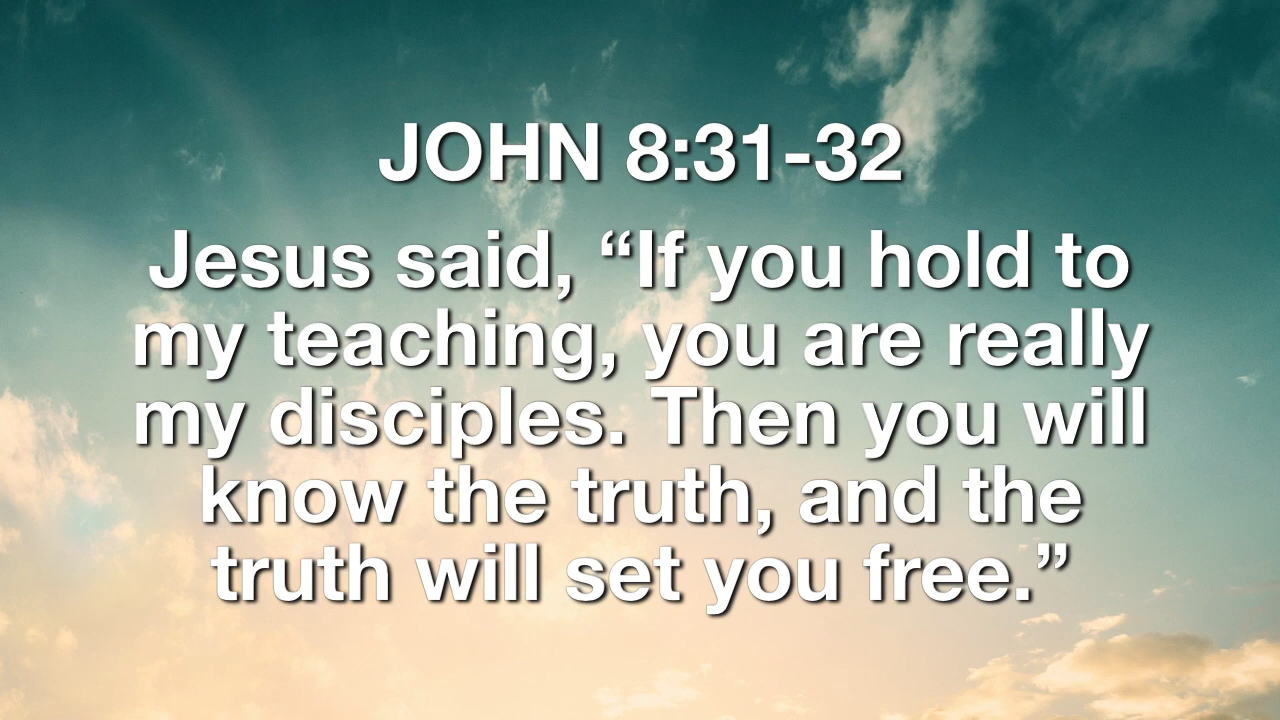 JOHN 8:31-32
Jesus said, “If you hold to
my teaching, you are really
my disciples. Then you will
know the truth, and the
truth will set you free.”